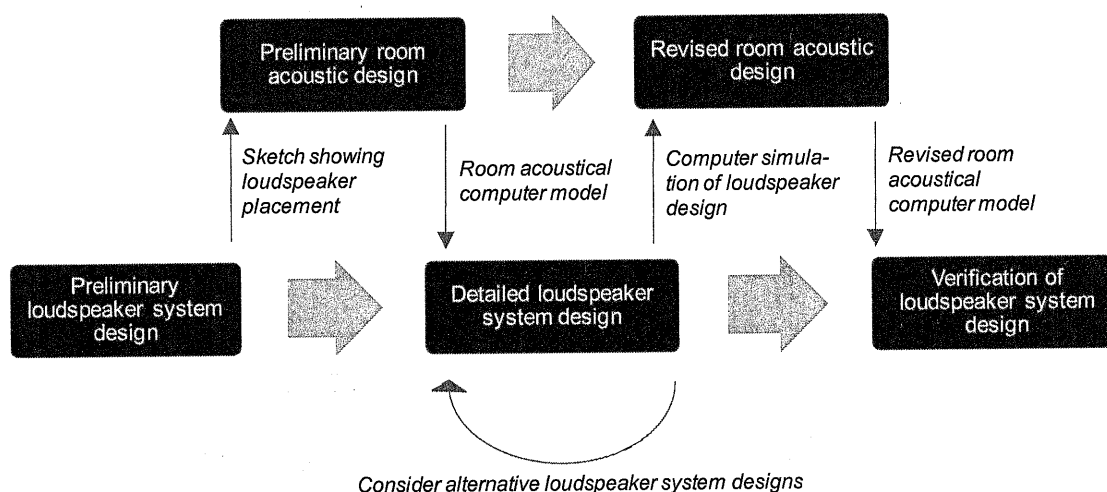 Preliminary room
acoustic design
Revised room acoustic
design
Sketch showing
loudspeaker
placement
Room acoustical
computer model
Computer simula-
tion of loudspeaker
design
Revised room
acoustical
computer model
Preliminary
loudspeaker system
design
Detailed loudspeaker
system design
Verification of
loudspeaker system
design
Consider alternative loudspeaker system designs